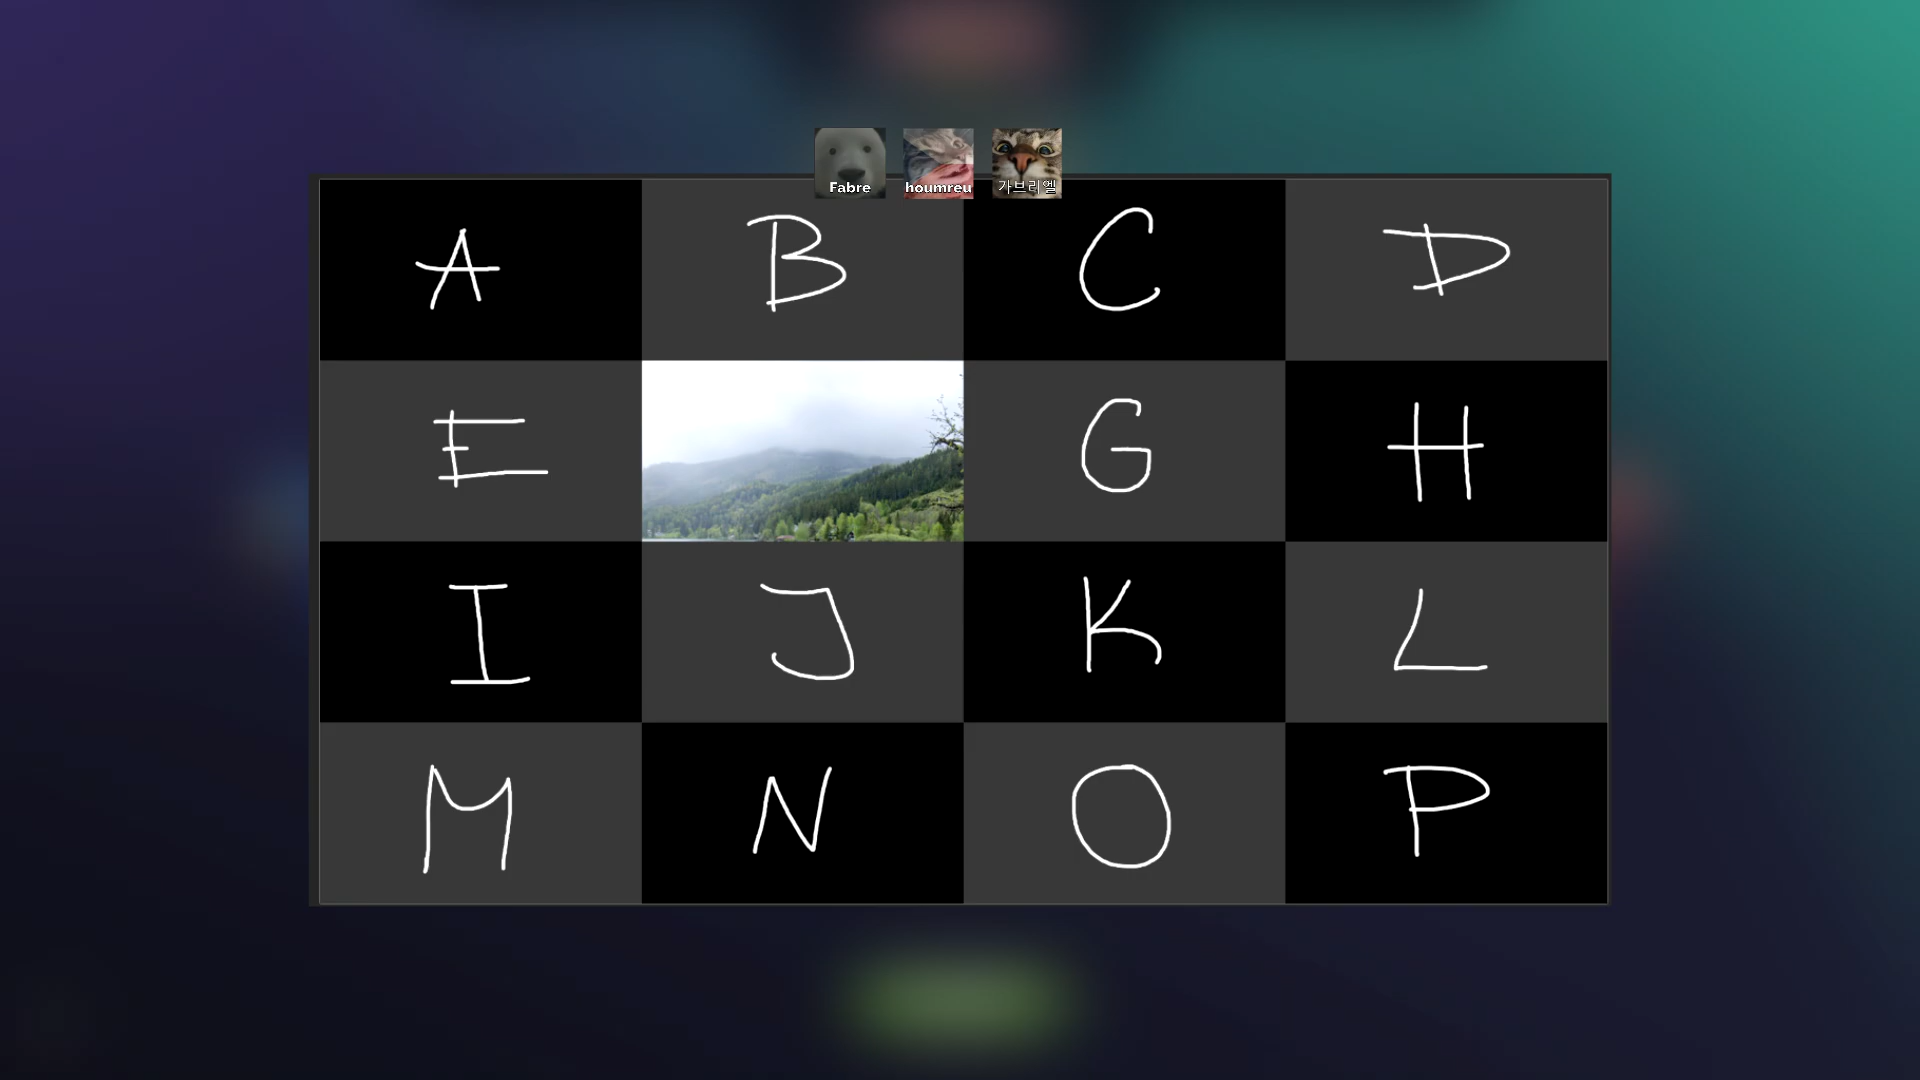 Fabre houmreu 가브리엘
A B C D
E G H
I J K L
M N O P